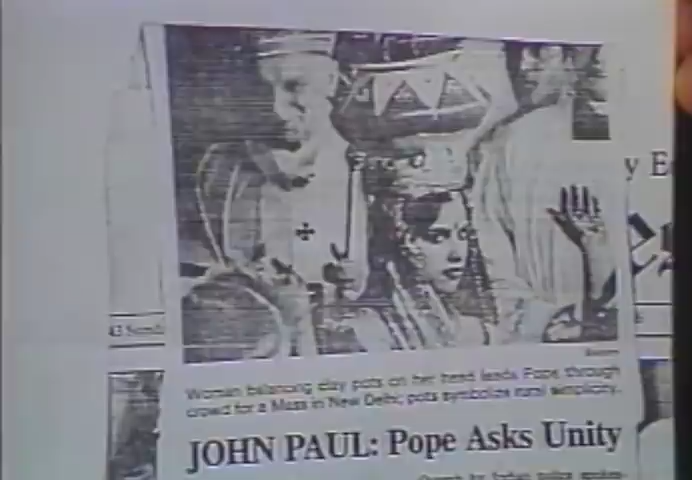 Woman balancing clay pots on her head leads Pope through
crowd for a Mass in New Delhi; pots symbolize rural simplicity.
JOHN PAUL: Pope Asks Unity
y E